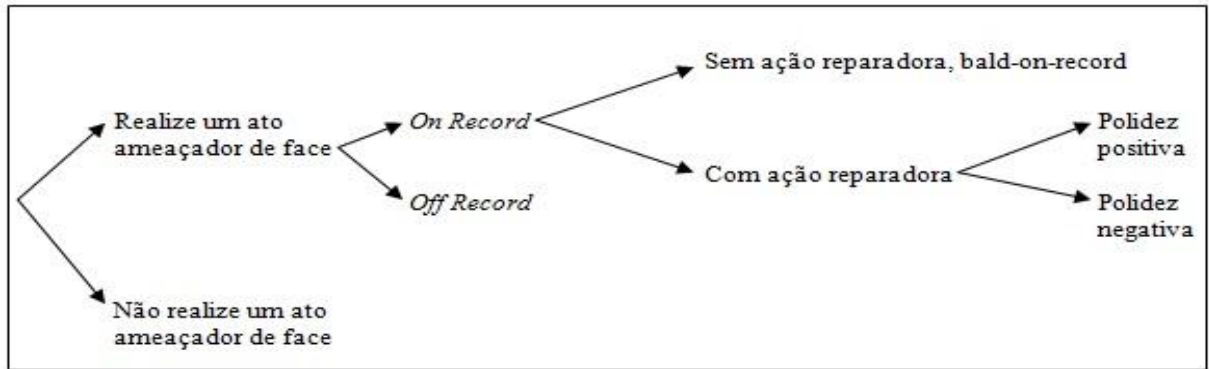 Sem ação reparadora, bald-on-record
Realize um ato
ameaçador de face
On Record
Polidez
positiva
Com ação reparadora
Off Record
Polidez
negativa
Não realize um ato
ameaçador de face